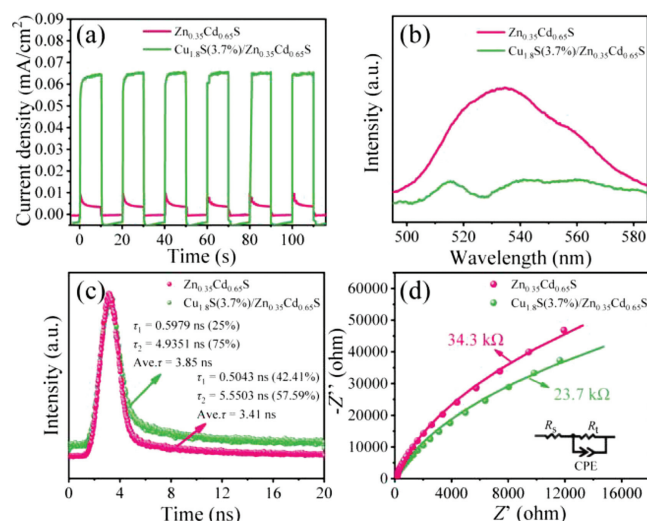 (a)
Zn0.35Cd0.65S
Cu1.8S(3.7%)/Zn0.35Cd0.65S
Current density (mA/cm²)
0.10
0.09
0.08
0.07
0.06
0.05
0.04
0.03
0.02
0.01
0.00
0 20 40 60 80 100
Time (s)
(b)
Zn0.35Cd0.65S
Cu1.8S(3.7%)/Zn0.35Cd0.65S
Intensity (a.u.)
500 520 540 560 580
Wavelength (nm)
(c)
Zn0.35Cd0.65S
Cu1.8S(3.7%)/Zn0.35Cd0.65S
τ1 = 0.5979 ns (25%)
τ2 = 4.9351 (75%)
Ave.τ = 3.85 ns
τ1 = 0.5043 ns (42.41%)
τ2 = 5.5503 ns (57.59%)
Ave.τ = 3.41 ns
Intensity (a.u.)
0 4 8 12 16 20
Time (ns)
(d)
Zn0.35Cd0.65S
Cu1.8S(3.7%)/Zn0.35Cd0.65S
34.3 kΩ
23.7 kΩ
Rs
Rt
CPE
-Z'' (ohm)
60000
50000
40000
30000
20000
10000
0
0 4000 8000 12000 16000
Z' (ohm)